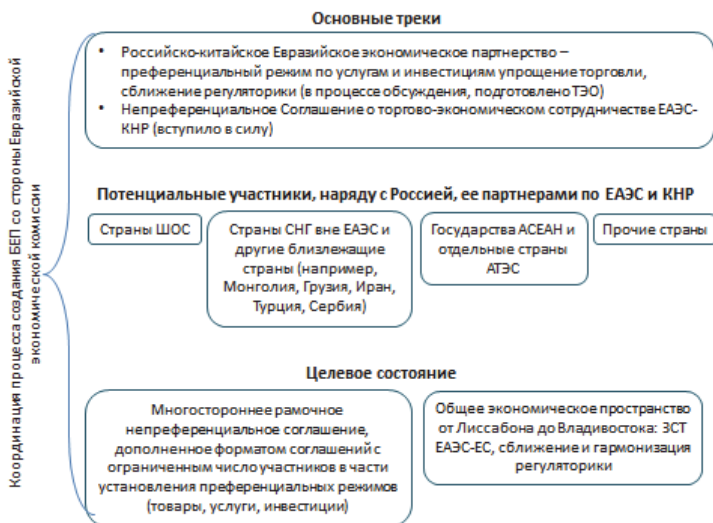 Координация процесса создания БЕП со стороны Евразийской
экономической комиссии
Основные треки
• Российско-китайское Евразийское экономическое партнерство –
преференциальный режим по услугам и инвестициям упрощение торговли,
сближение регуляторики (в процессе обсуждения, подготовлено ТЭО)
• Непреференциальное Соглашение о торгово-экономическом сотрудничестве ЕАЭС-
КНР (вступило в силу)
Потенциальные участники, наряду с Россией, ее партнерами по ЕАЭС и КНР
Страны ШОС
Страны СНГ вне ЕАЭС и
другие близлежащие
страны (например,
Монголия, Грузия, Иран,
Турция, Сербия)
Государства АСЕАН и
отдельные страны
АТЭС
Прочие страны
Целевое состояние
Многостороннее рамочное
непреференциальное соглашение,
дополненное форматом соглашений с
ограниченным число участников в части
установления преференциальных режимов
(товары, услуги, инвестиции)
Общее экономическое пространство
от Лиссабона до Владивостока: ЗСТ
ЕАЭС-ЕС, сближение и гармонизация
регуляторики